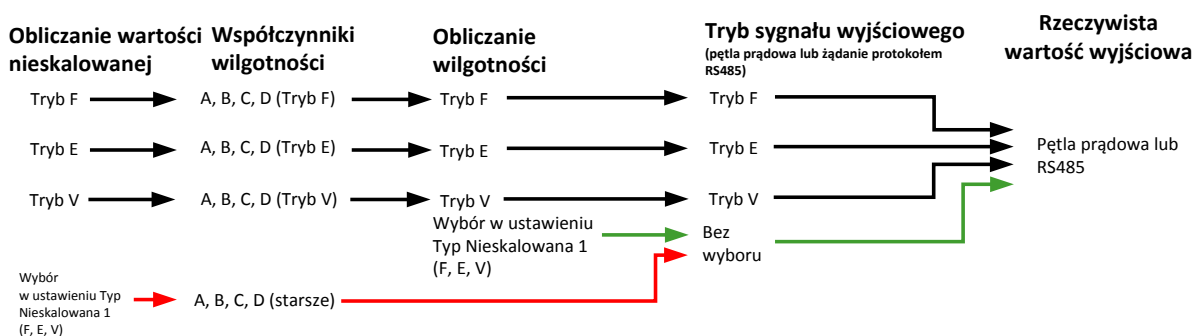 Obliczanie wartości
nieskalowanej
Współczynniki
wilgotności
Obliczanie
wilgotności
Tryb sygnału wyjściowego
(pętla prądowa lub żądanie protokołem
RS485)
Rzeczywista
wartość wyjściowa
Tryb F
A, B, C, D (Tryb F)
Tryb F
Tryb F
Tryb E
A, B, C, D (Tryb E)
Tryb E
Tryb E
Pętla prądowa lub
RS485
Tryb V
A, B, C, D (Tryb V)
Tryb V
Tryb V
Wybór w ustawieniu
Typ Nieskalowana 1
(F, E, V)
Bez
wyboru
Wybór
w ustawieniu Typ
Nieskalowana 1
(F, E, V)
A, B, C, D (starsze)